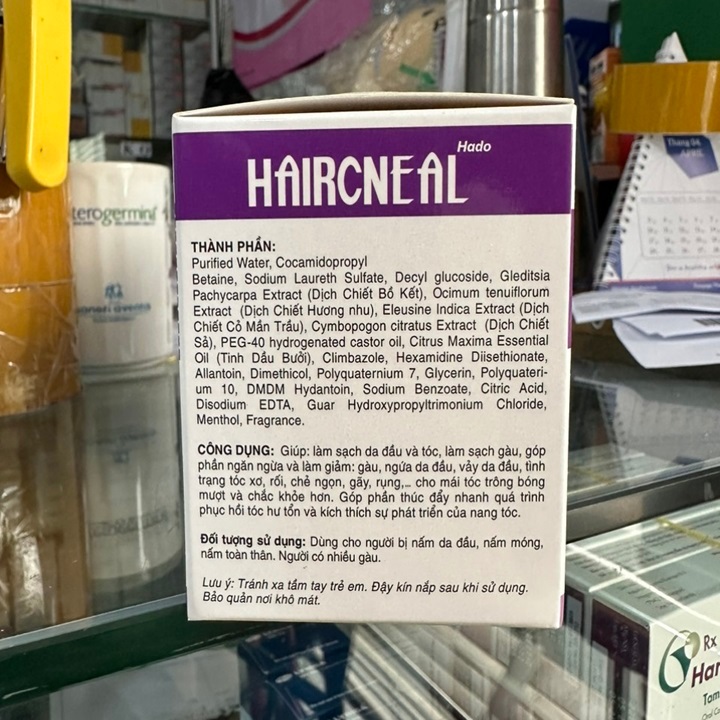 Hado
HAIRCNEAL
THÀNH PHẦN:
Purified Water, Cocamidopropyl
Betaine, Sodium Laureth Sulfate, Decyl glucoside, Gleditsia
Pachycarpa Extract (Dịch Chiết Bồ Kết), Ocimum tenuiflorum
Extract (Dịch Chiết Hương nhu), Eleusine Indica Extract (Dịch
Chiết Cỏ Mần Trầu), Cymbopogon citratus Extract (Dịch Chiết
Sả), PEG-40 hydrogenated castor oil, Citrus Maxima Essential
Oil (Tinh Dầu Bưởi), Climbazole, Hexamidine Diisethionate,
Allantoin, Dimethicol, Polyquaternium 7, Glycerin, Polyquateri-
um 10, DMDM Hydantoin, Sodium Benzoate, Citric Acid,
Disodium EDTA, Guar Hydroxypropyltrimonium Chloride,
Menthol, Fragrance.
CÔNG DỤNG: Giúp: làm sạch da đầu và tóc, làm sạch gàu, góp
phần ngăn ngừa và làm giảm: gàu, ngứa da đầu, vảy da đầu, tình
trạng tóc xơ, rối, chẻ ngọn, gãy, rụng,... cho mái tóc trông bóng
mượt và chắc khỏe hơn. Góp phần thúc đẩy nhanh quá trình
phục hồi tóc hư tổn và kích thích sự phát triển của nang tóc.
Đối tượng sử dụng: Dùng cho người bị nấm da đầu, nấm móng,
nấm toàn thân. Người có nhiều gàu.
Lưu ý: Tránh xa tầm tay trẻ em. Đậy kín nắp sau khi sử dụng.
Bảo quản nơi khô mát.
terogermini
Tháng 04
APRIL
Rx
Har
Tam